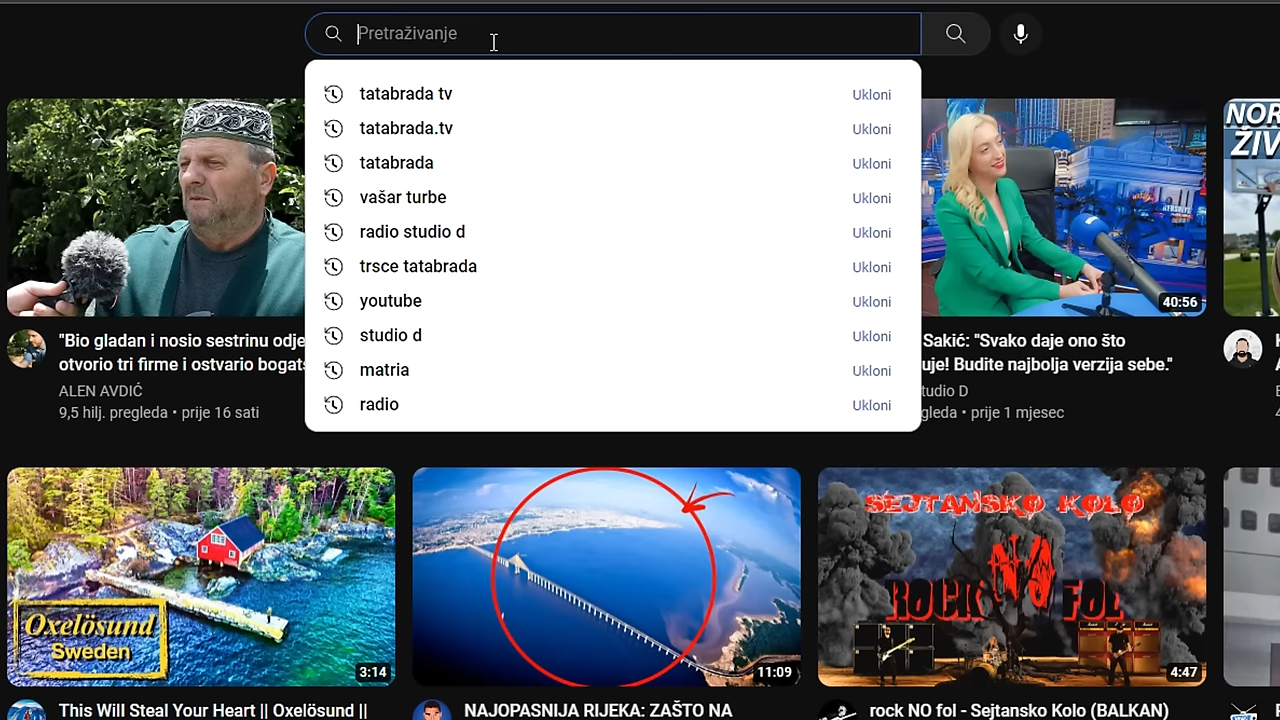 Pretraživanje
tatabrada tv Ukloni
tatabrada.tv Ukloni
tatabrada Ukloni
vašar turbe Ukloni
radio studio d Ukloni
trsce tatabrada Ukloni
youtube Ukloni
studio d Ukloni
matria Ukloni
radio Ukloni
40:56
"Bio gladan i nosio sestrinu odje
otvorio tri firme i ostvario bogats
ALEN AVDIĆ
9,5 hilj. pregleda • prije 16 sati
Sakić: "Svako daje ono što
uje! Budite najbolja verzija sebe."
tudio D
gleda • prije 1 mjesec
NOR
ŽIV
Oxelösund
Sweden
3:14
11:09
SEJTANSKO KOLO
ROCK NO FOL
4:47
This Will Steal Your Heart || Oxelösund ||
NAJOPASNIJA RIJEKA: ZAŠTO NA
rock NO fol - Sejtansko Kolo (BALKAN)